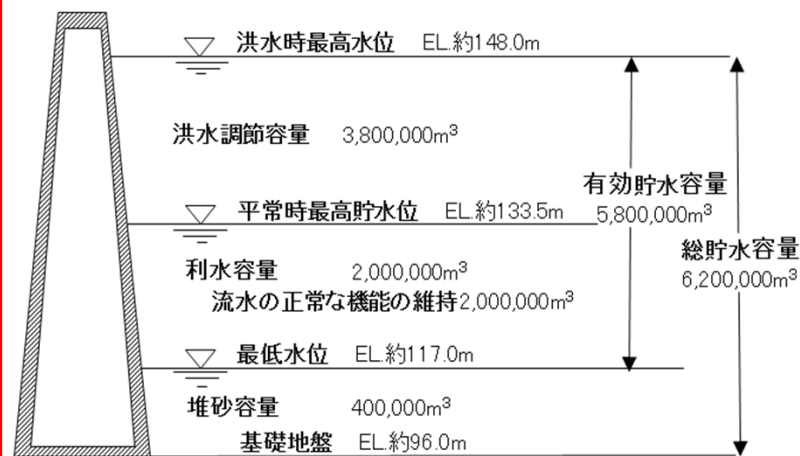 洪水時最高水位 EL.約148.0m
洪水調節容量 3,800,000m³
有効貯水容量
5,800,000m³
平常時最高貯水位 EL.約133.5m
総貯水容量
6,200,000m³
利水容量 2,000,000m³
流水の正常な機能の維持2,000,000m³
最低水位 EL.約117.0m
堆砂容量 400,000m³
基礎地盤 EL.約96.0m